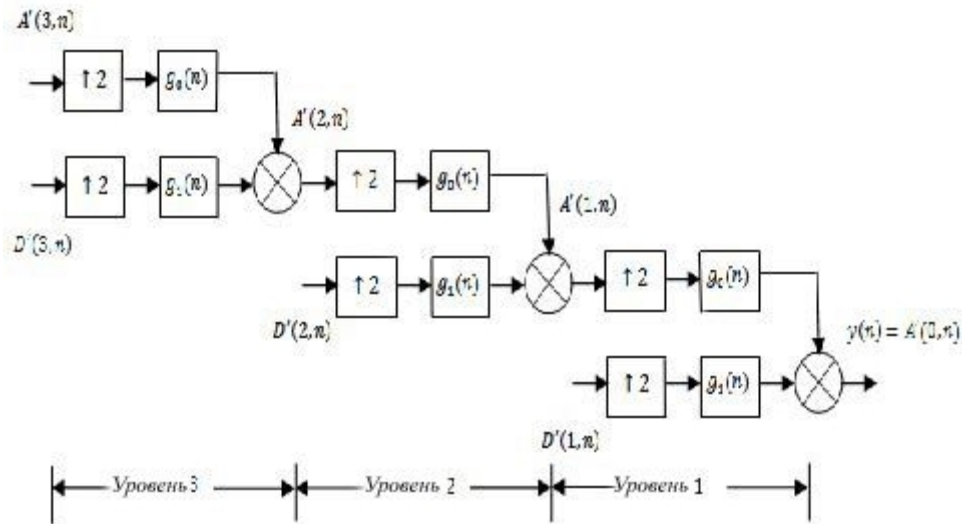 A'(3,n)
↑2
g₀(n)
A'(2,n)
↑2
g₁(n)
↑2
g₀(n)
A'(1,n)
D'(3,n)
↑2
g₁(n)
↑2
g₀(n)
D'(2,n)
y(n) = A'(0,n)
↑2
g₁(n)
D'(1,n)
Уровень 3
Уровень 2
Уровень 1